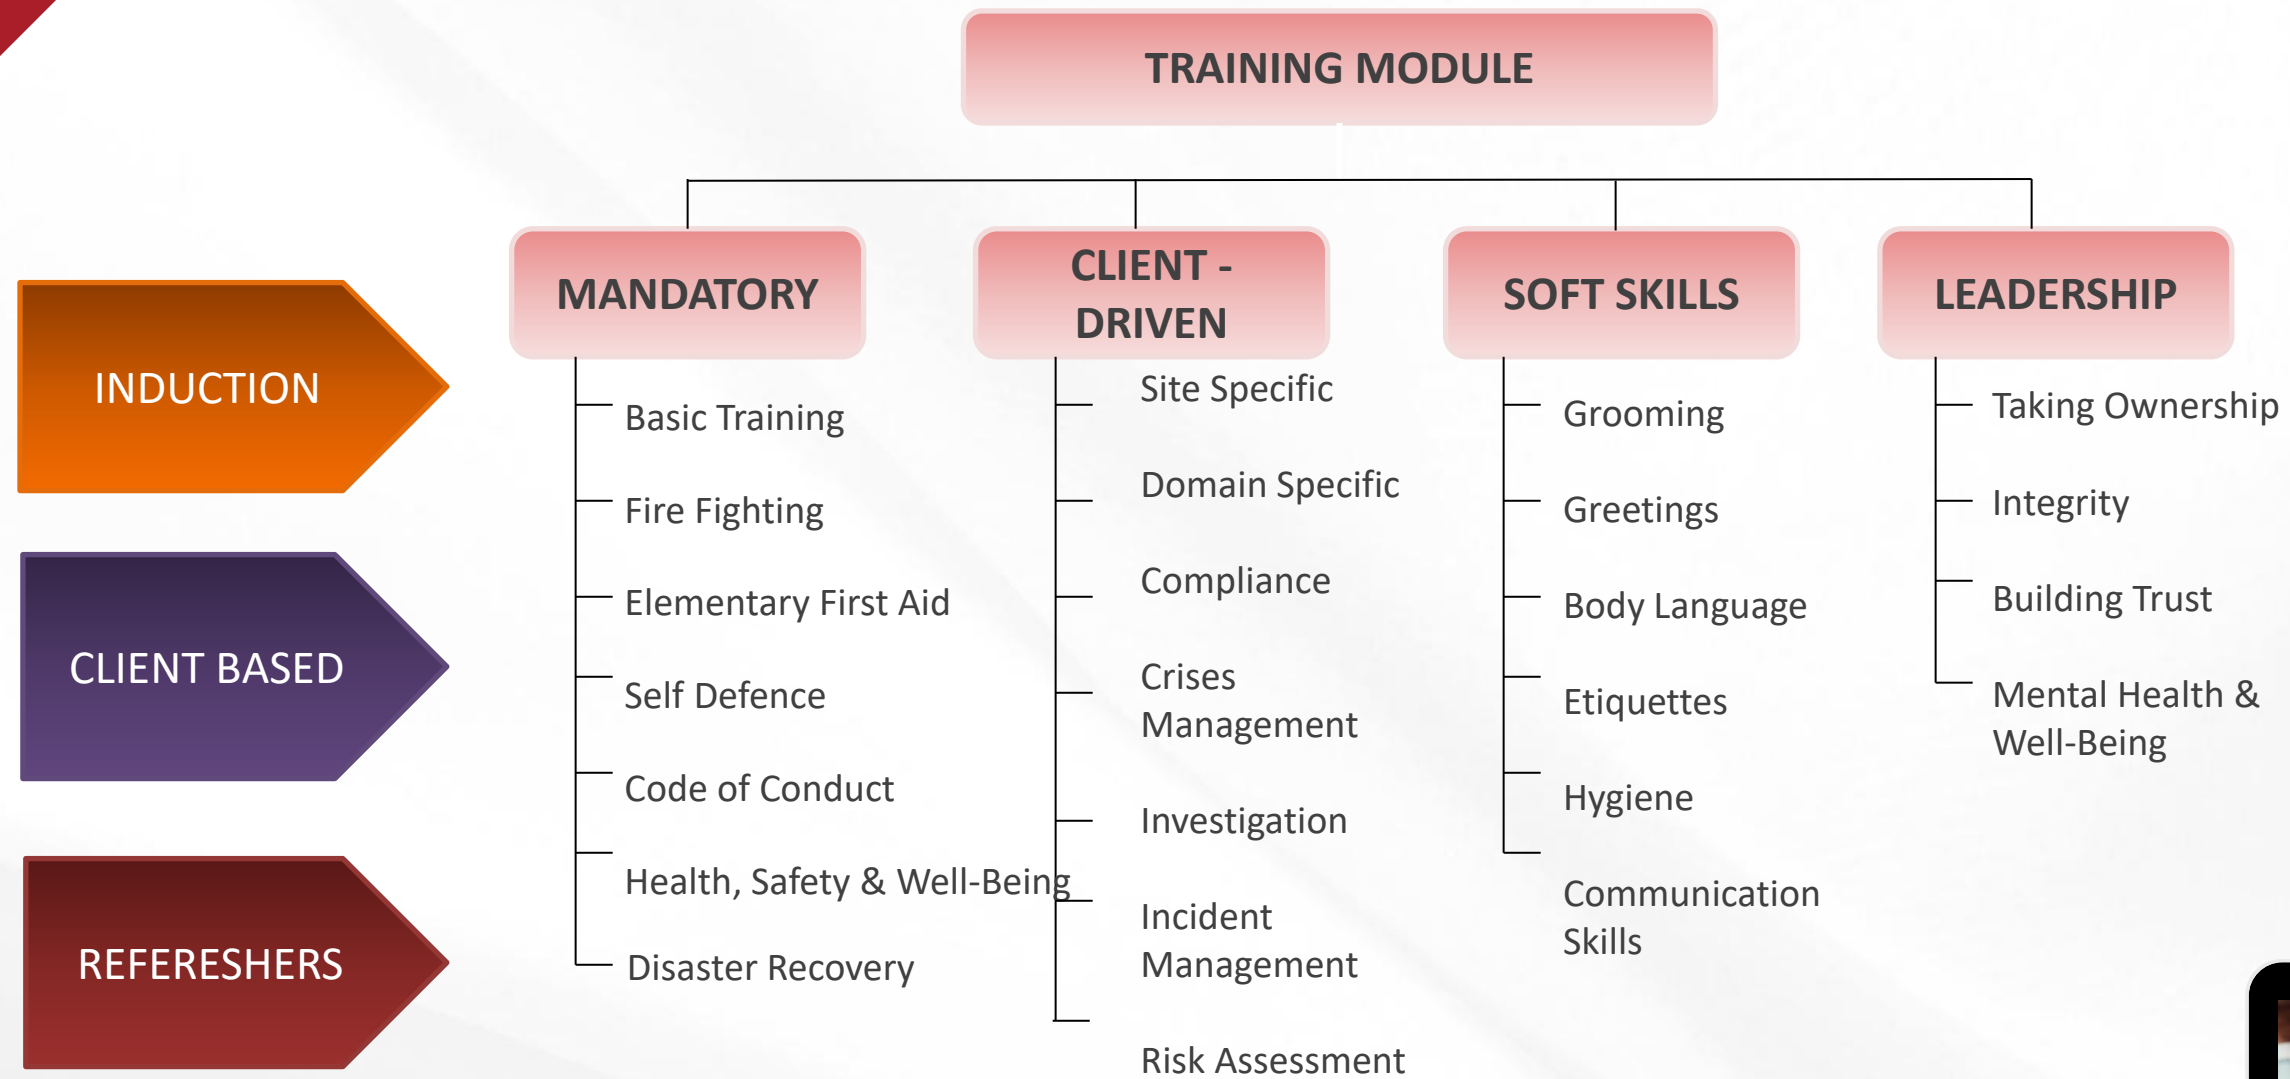 TRAINING MODULE
INDUCTION
CLIENT BASED
REFERESHERS
MANDATORY
Basic Training
Fire Fighting
Elementary First Aid
Self Defence
Code of Conduct
Health, Safety & Well-Being
Disaster Recovery
CLIENT -
DRIVEN
Site Specific
Domain Specific
Compliance
Crises
Management
Investigation
Incident
Management
Risk Assessment
SOFT SKILLS
Grooming
Greetings
Body Language
Etiquettes
Hygiene
Communication
Skills
LEADERSHIP
Taking Ownership
Integrity
Building Trust
Mental Health &
Well-Being